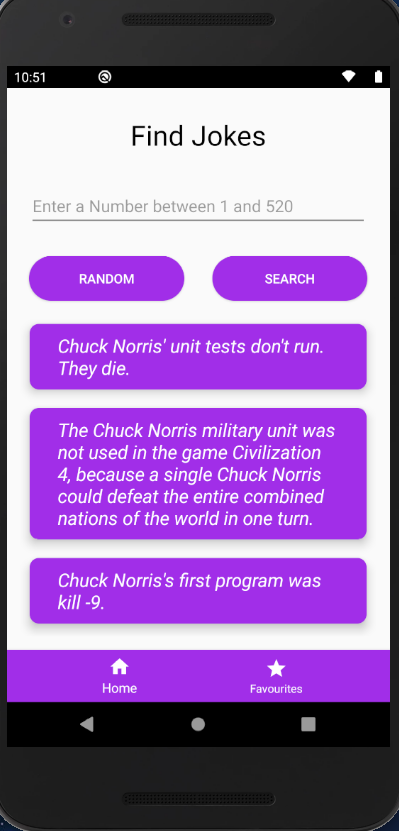 10:51
Find Jokes
Enter a Number between 1 and 520
RANDOM
SEARCH
Chuck Norris' unit tests don't run.
They die.
The Chuck Norris military unit was
not used in the game Civilization
4, because a single Chuck Norris
could defeat the entire combined
nations of the world in one turn.
Chuck Norris's first program was
kill -9.
Home
Favourites